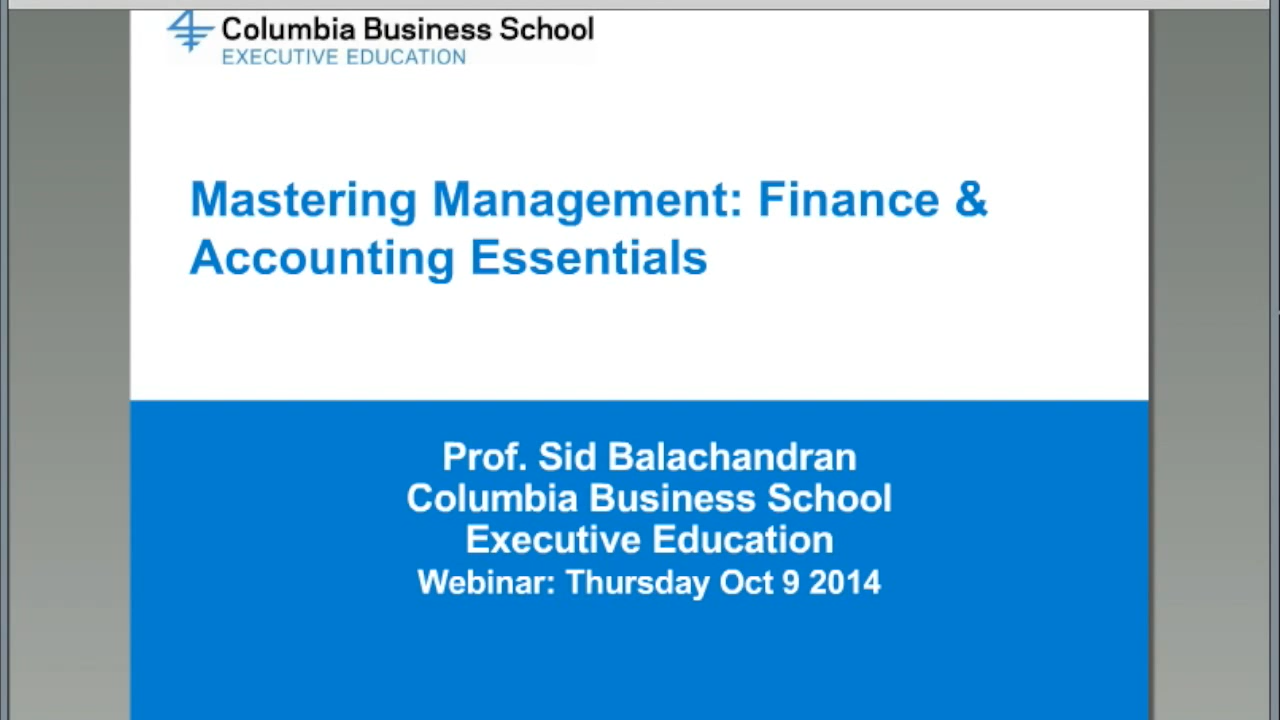 Columbia Business School
EXECUTIVE EDUCATION
Mastering Management: Finance &
Accounting Essentials
Prof. Sid Balachandran
Columbia Business School
Executive Education
Webinar: Thursday Oct 9 2014